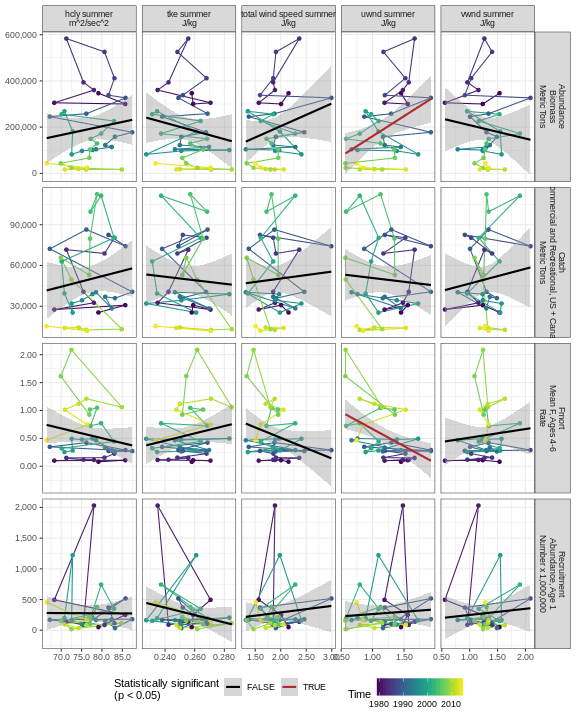 hcly summer
m^2/sec^2
tke summer
J/kg
total wind speed summer
J/kg
uwnd summer
J/kg
vwnd summer
J/kg
600,000
400,000
200,000
0
Abundance
Biomass
Metric Tons
90,000
60,000
30,000
Catch
ommercial and Recreational, US + Cana
Metric Tons
2.00
1.50
1.00
0.50
0.00
Fmort
Mean F, Ages 4-6
Rate
2,000
1,500
1,000
500
0
Recruitment
Abundance, Age 1
Number x 1,000,000
70.0 75.0 80.0 85.0
0.240 0.260 0.280
1.50 2.00 2.50 3.00
0.50 1.00 1.50
0.50 1.00 1.50 2.00
Statistically significant
(p < 0.05)
FALSE
TRUE
Time
1980 1990 2000 2010